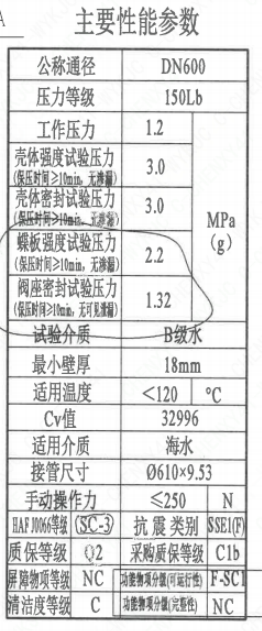 A
主要性能参数
公称通径 DN600
压力等级 150Lb
工作压力 1.2
壳体强度试验压力
(保压时间≥10min，无渗漏) 3.0
壳体密封试验压力
(保压时间≥10min，无渗漏) 3.0
MPa
(g)
蝶板强度试验压力
(保压时间≥10min，无渗漏) 2.2
阀座密封试验压力
(保压时间≥10min，无可见泄漏) 1.32
试验介质 B级水
最小壁厚 18mm
适用温度 <120 ℃
Cv值 32996
适用介质 海水
接管尺寸 Ø610×9.53
手动操作力 ≤250 N
HAFJ0066等级 (SC-3) 抗震类别 SSE1(F)
质保等级 Q2 采购质保等级 C1b
屏障物项等级 NC 功能物项分级(可运行性) F-SC1
清洁度等级 C 功能物项分级(完整性) NC